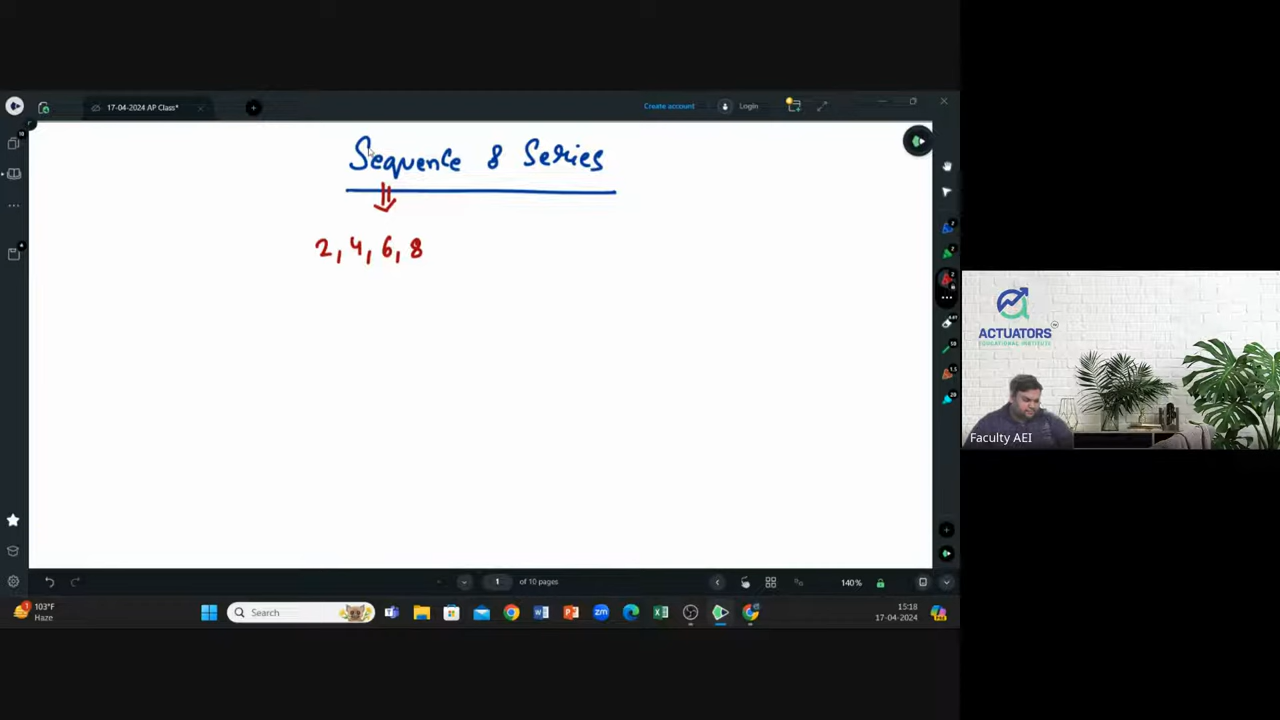 17-04-2024 AP Class*
Create account
Login
Sequence & Series
2, 4, 6, 8
ACTUATORS
EDUCATIONAL INSTITUTE
Faculty AEI
1 of 10 pages
140%
103°F
Haze
Search
15:18
17-04-2024